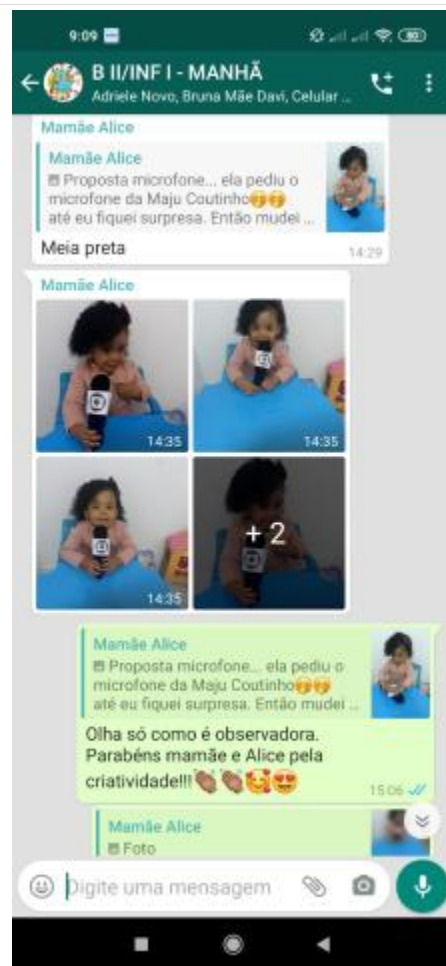 9:09
80
B II/INF I - MANHÃ
Adriele Novo, Bruna Mãe Davi, Celular ...
Mamãe Alice
Mamãe Alice
Proposta microfone... ela pediu o
microfone da Maju Coutinho🤭🤭
até eu fiquei surpresa. Então mudei ...
Meia preta
14:29
Mamãe Alice
14:35
14:35
14:35
+ 2
Mamãe Alice
Proposta microfone... ela pediu o
microfone da Maju Coutinho🤭🤭
até eu fiquei surpresa. Então mudei ...
Olha só como é observadora.
Parabéns mamãe e Alice pela
criatividade!!! 👏🏽👏🏽🥰😍
15:06
Mamãe Alice
Foto
Digite uma mensagem